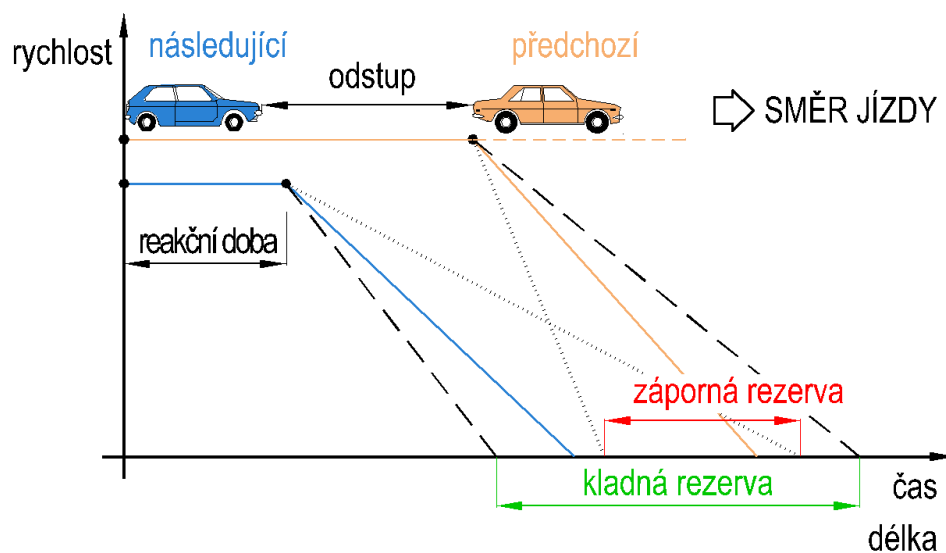 rychlost
následující
předchozí
odstup
SMĚR JÍZDY
reakční doba
záporná rezerva
kladná rezerva
čas
délka